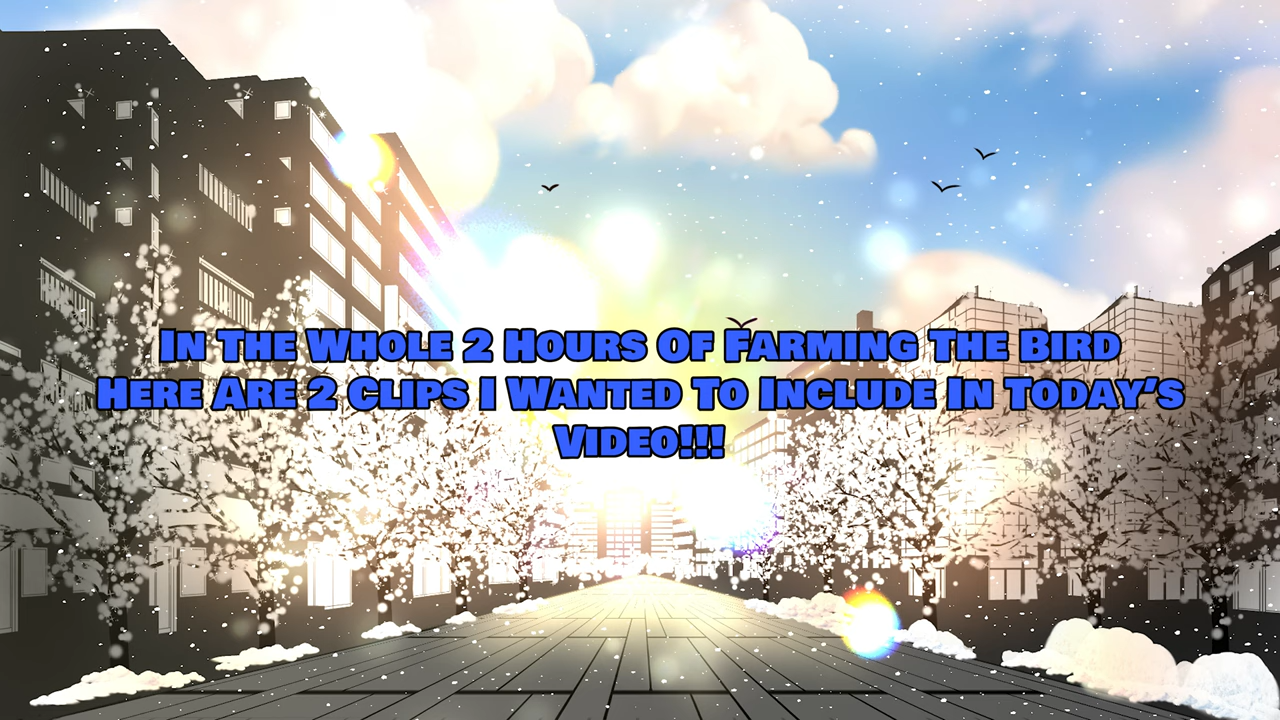 In The Whole 2 Hours Of Farming The Bird
Here Are 2 Clips I Wanted To Include In Today's
Video!!!